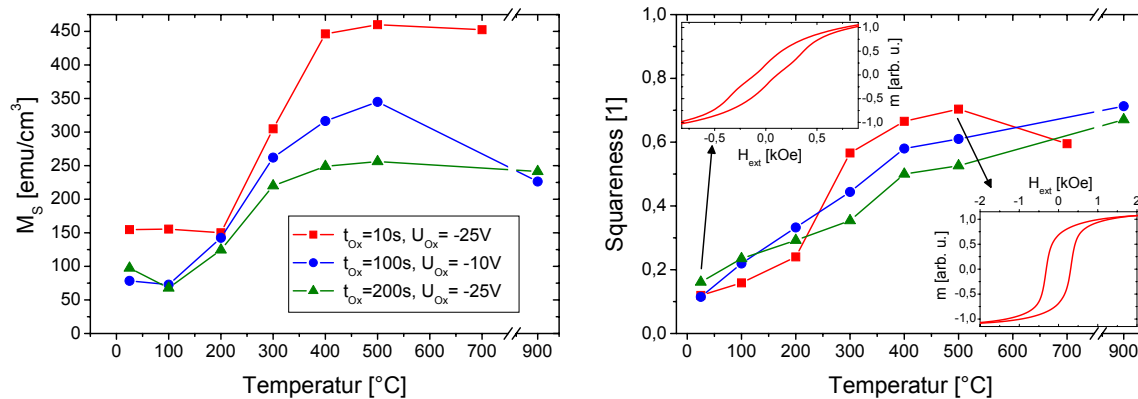 450
400
350
300
250
200
150
100
50
0
M_S [emu/cm³]
0 100 200 300 400 500 600 700 900
Temperatur [°C]
t_Ox=10s, U_Ox= -25V
t_Ox=100s, U_Ox= -10V
t_Ox=200s, U_Ox= -25V
1,0
0,8
0,6
0,4
0,2
0,0
Squareness [1]
0 100 200 300 400 500 600 700 900
Temperatur [°C]
1,0
0,5
0,0
-0,5
-1,0
m [arb. u.]
-0,5 0,0 0,5
H_ext [kOe]
H_ext [kOe]
-2 -1 0 1 2
1,0
0,5
0,0
-0,5
-1,0
m [arb. u.]